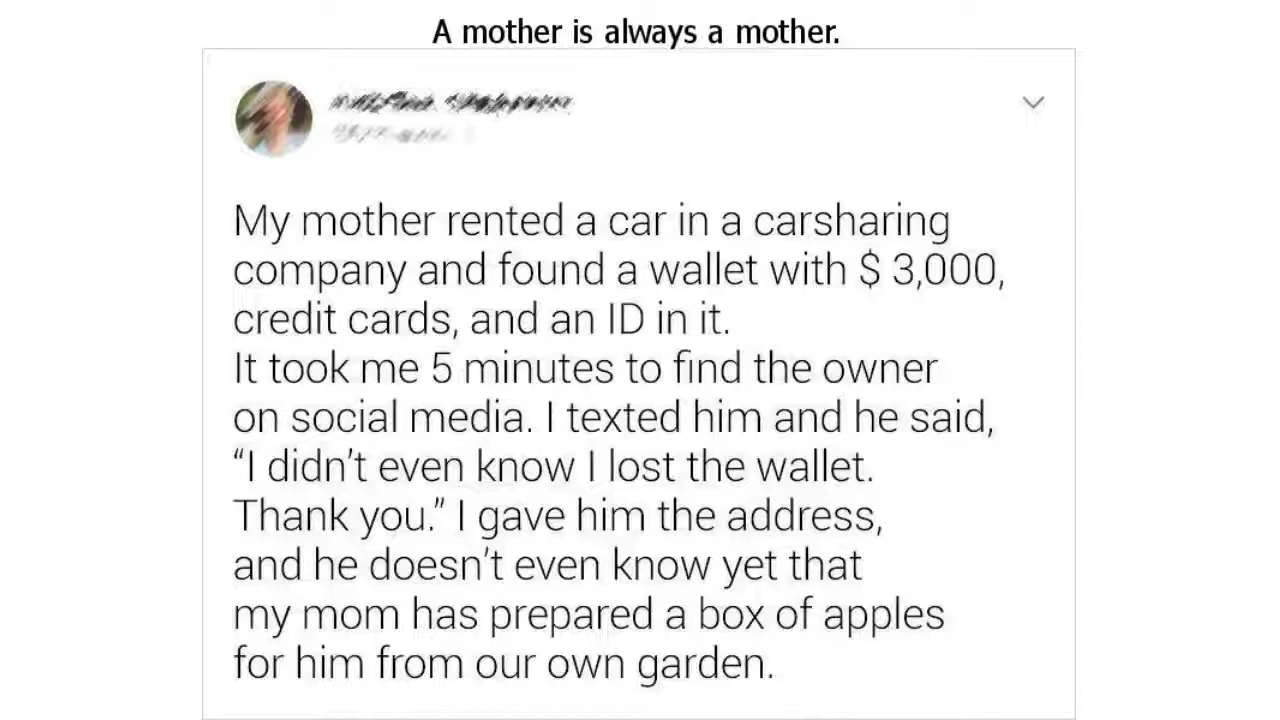 A mother is always a mother.
My mother rented a car in a carsharing
company and found a wallet with $ 3,000,
credit cards, and an ID in it.
It took me 5 minutes to find the owner
on social media. I texted him and he said,
“I didn’t even know I lost the wallet.
Thank you.” I gave him the address,
and he doesn’t even know yet that
my mom has prepared a box of apples
for him from our own garden.